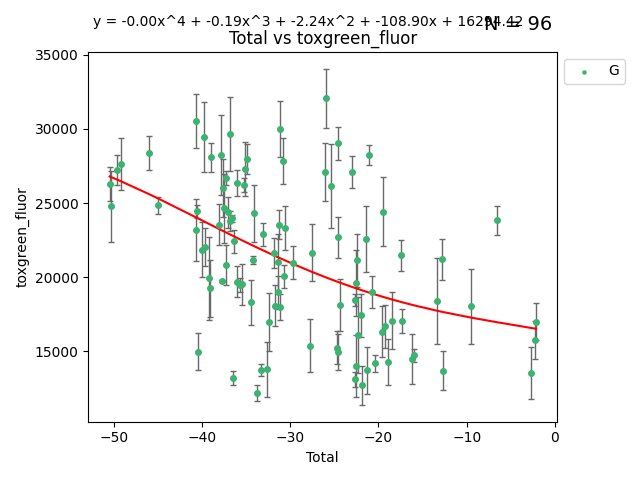 y = -0.00x^4 + -0.19x^3 + -2.24x^2 + -108.90x + 16294.42
N = 96
Total vs toxgreen_fluor
G
35000
30000
25000
20000
15000
toxgreen_fluor
−50 −40 −30 −20 −10 0
Total